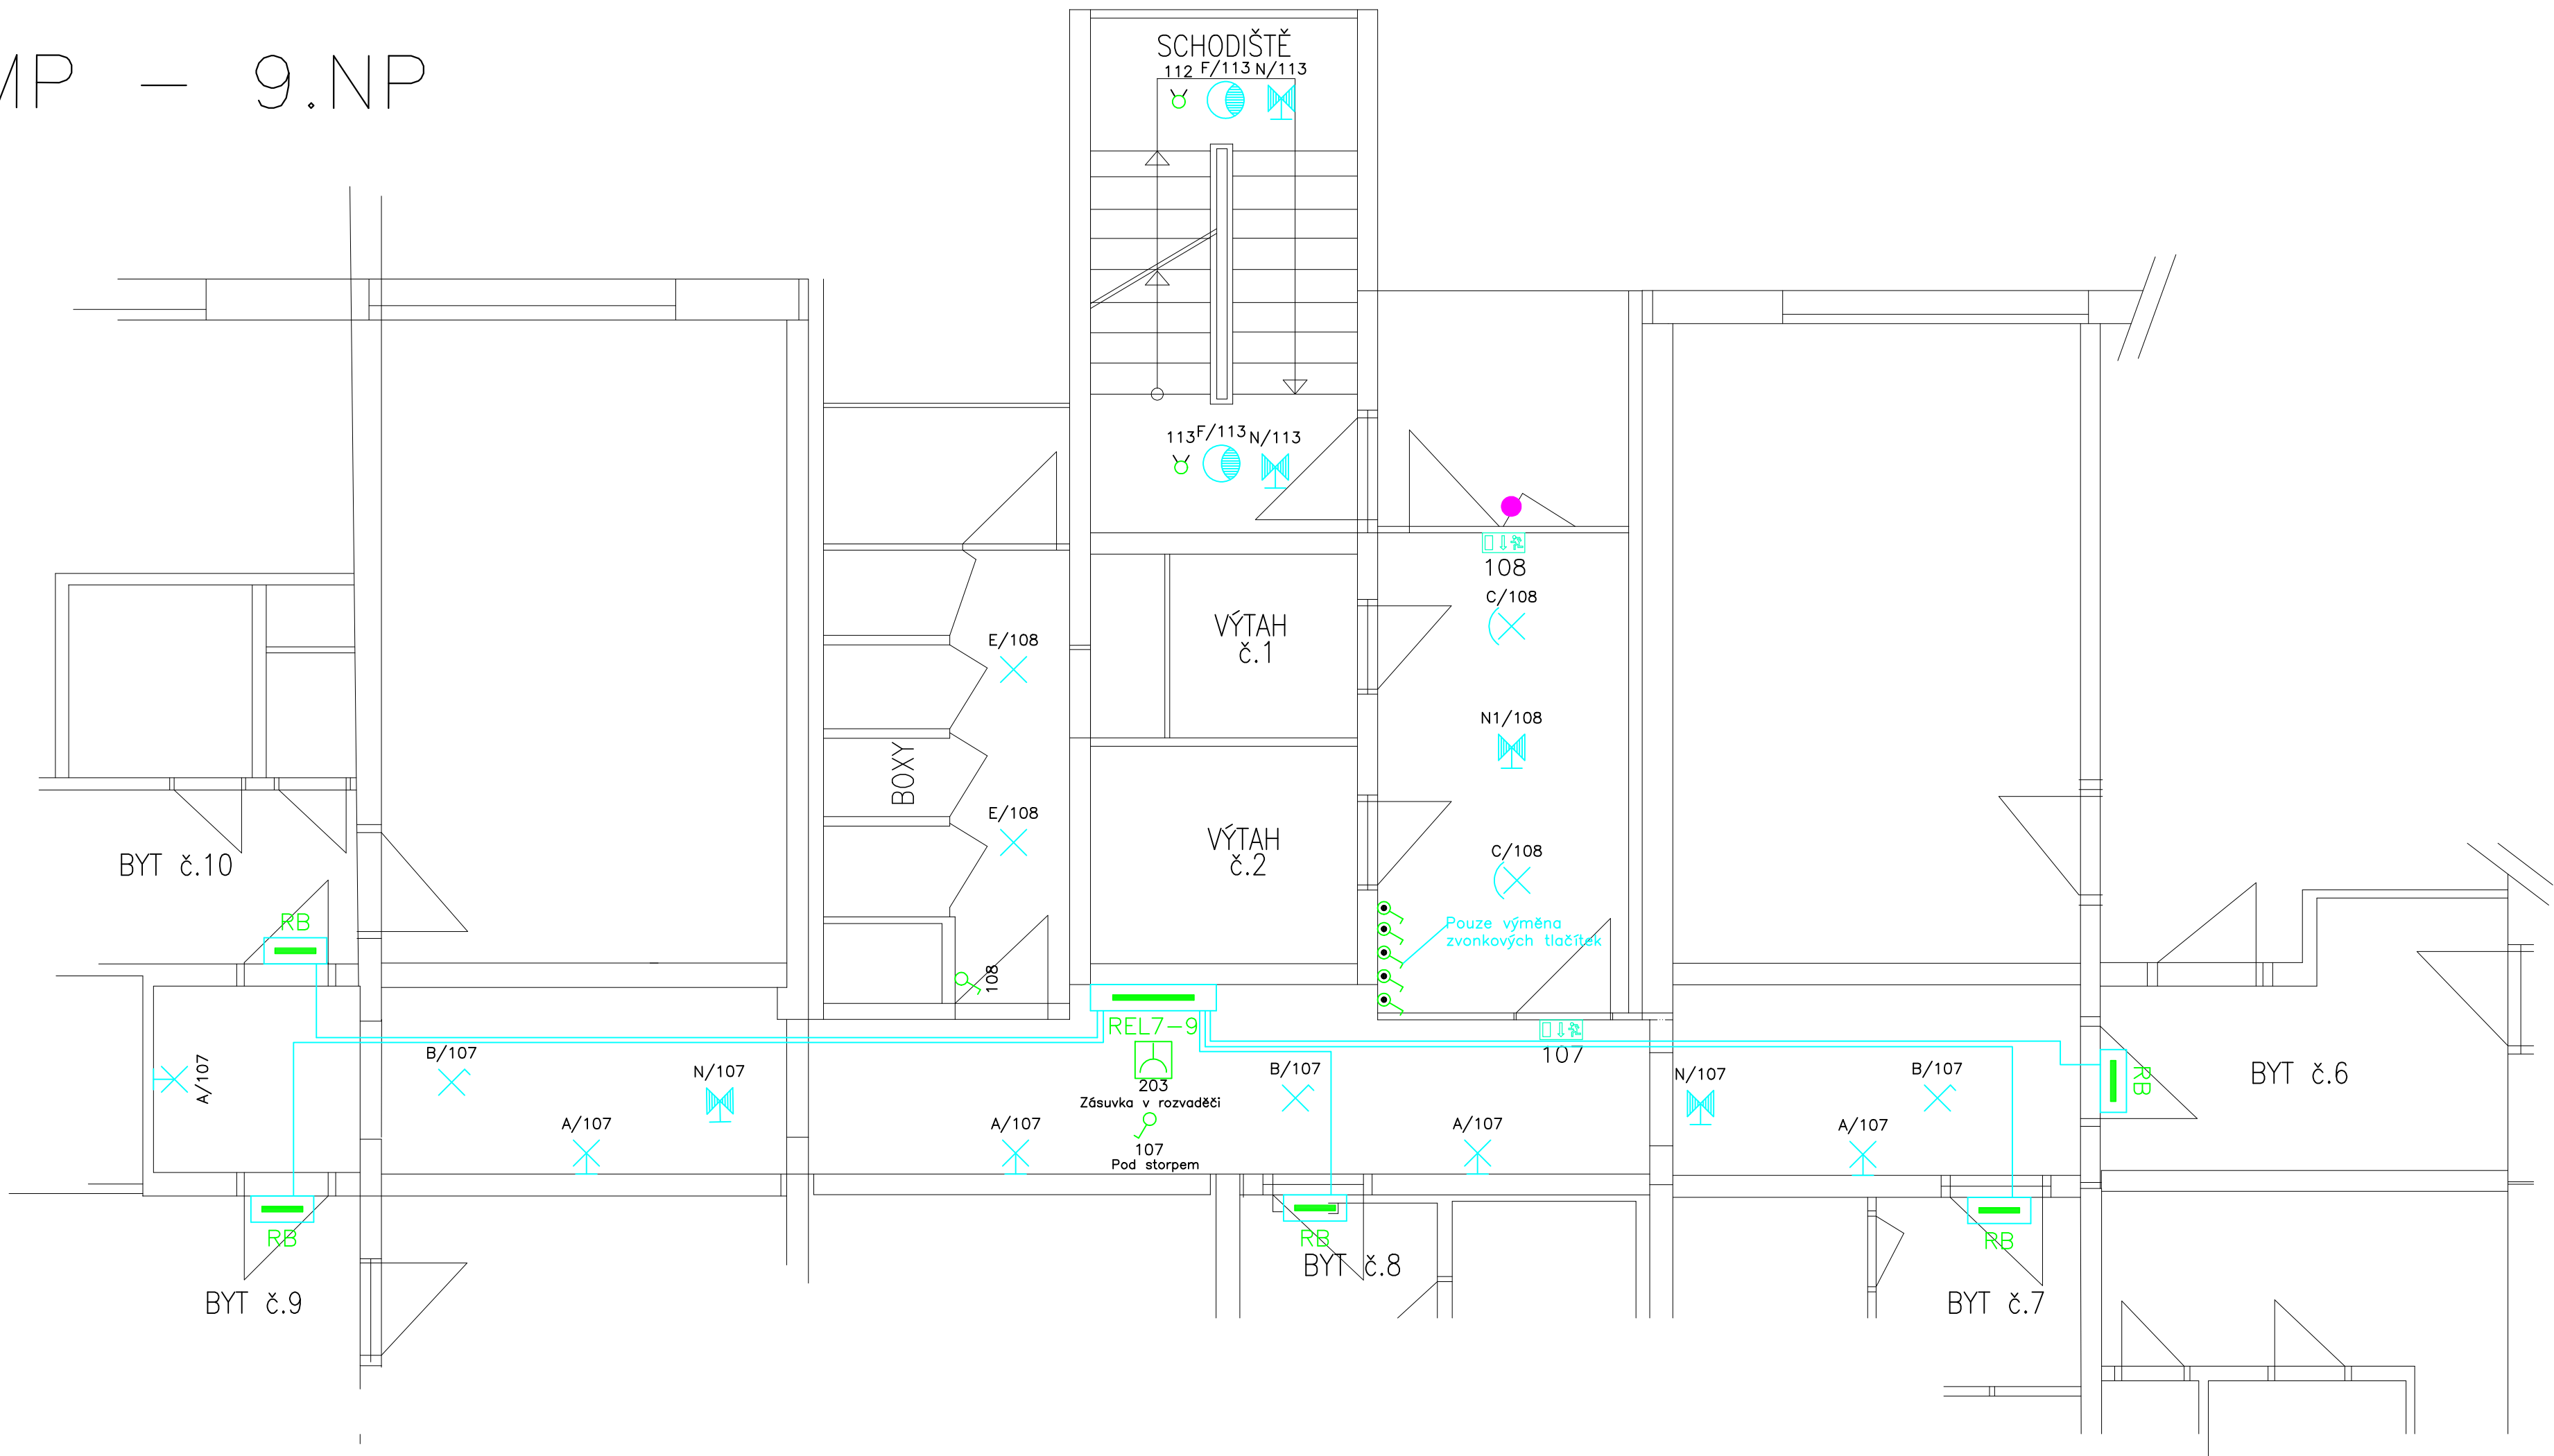 MP - 9.NP
SCHODIŠTĚ
112 F/113 N/113
113 F/113 N/113
108
C/108
VÝTAH
č.1
E/108
N1/108
BOXY
E/108
VÝTAH
č.2
C/108
BYT č.10
RB
Pouze výměna
zvonkových tlačítek
108
REL7-9
107
A/107
B/107
N/107
203
Zásuvka v rozvaděči
B/107
N/107
B/107
RB
BYT č.6
A/107
A/107
107
Pod storpem
A/107
A/107
RB
RB
RB
BYT č.8
BYT č.9
BYT č.7